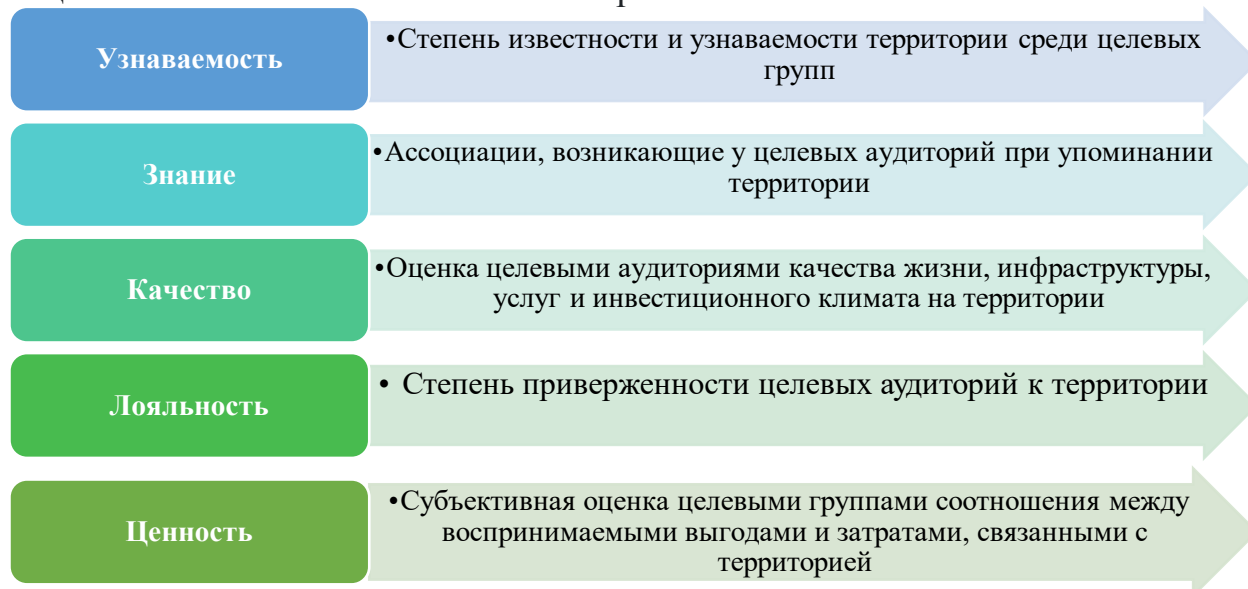 Узнаваемость
•Степень известности и узнаваемости территории среди целевых
групп
Знание
•Ассоциации, возникающие у целевых аудиторий при упоминании
территории
Качество
•Оценка целевыми аудиториями качества жизни, инфраструктуры,
услуг и инвестиционного климата на территории
Лояльность
• Степень приверженности целевых аудиторий к территории
Ценность
•Субъективная оценка целевыми группами соотношения между
воспринимаемыми выгодами и затратами, связанными с
территорией